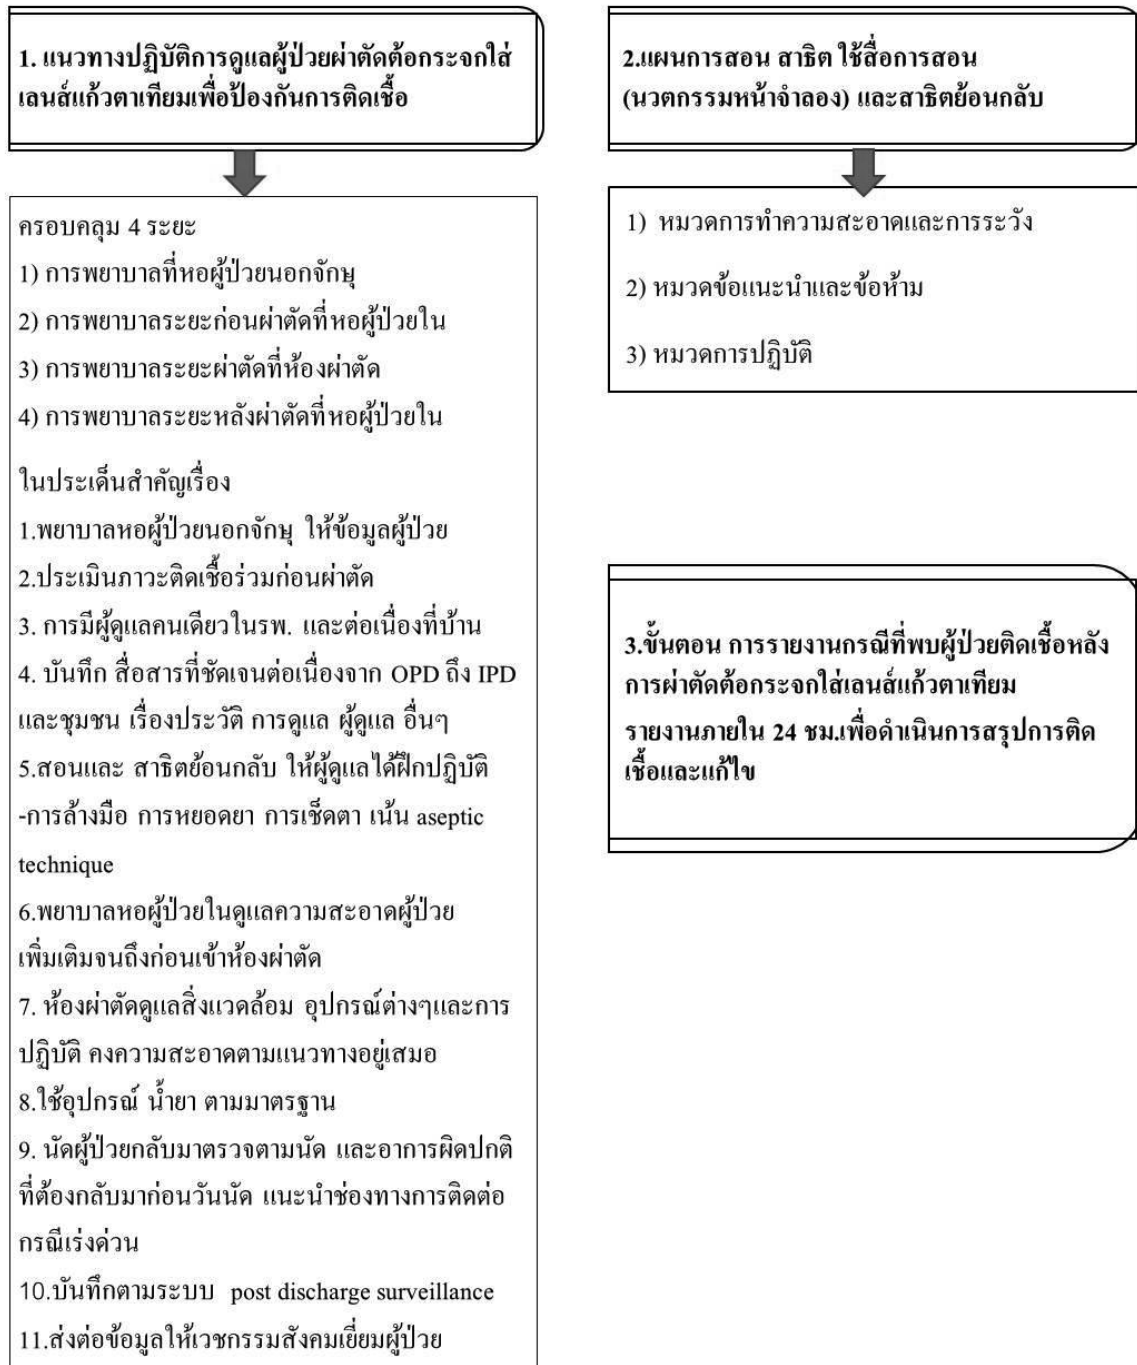 1. แนวทางปฏิบัติการดูแลผู้ป่วยผ่าตัดต้อกระจกใส่
เลนส์แก้วตาเทียมเพื่อป้องกันการติดเชื้อ
ครอบคลุม 4 ระยะ
1) การพยาบาลที่หอผู้ป่วยนอกจักษุ
2) การพยาบาลระยะก่อนผ่าตัดที่หอผู้ป่วยใน
3) การพยาบาลระยะผ่าตัดที่ห้องผ่าตัด
4) การพยาบาลระยะหลังผ่าตัดที่หอผู้ป่วยใน
ในประเด็นสำคัญเรื่อง
1.พยาบาลหอผู้ป่วยนอกจักษุ ให้ข้อมูลผู้ป่วย
2.ประเมินภาวะติดเชื้อร่วมก่อนผ่าตัด
3. การมีผู้ดูแลคนเดียวในรพ. และต่อเนื่องที่บ้าน
4. บันทึก สื่อสารที่ชัดเจนต่อเนื่องจาก OPD ถึง IPD
และชุมชน เรื่องประวัติ การดูแล ผู้ดูแล อื่นๆ
5.สอนและ สาธิตย้อนกลับ ให้ผู้ดูแลได้ฝึกปฏิบัติ
-การล้างมือ การหยอดยา การเช็ดตา เน้น aseptic
technique
6.พยาบาลหอผู้ป่วยในดูแลความสะอาดผู้ป่วย
เพิ่มเติมจนถึงก่อนเข้าห้องผ่าตัด
7. ห้องผ่าตัดดูแลสิ่งแวดล้อม อุปกรณ์ต่างๆและการ
ปฏิบัติ คงความสะอาดตามแนวทางอยู่เสมอ
8.ใช้อุปกรณ์ น้ำยา ตามมาตรฐาน
9. นัดผู้ป่วยกลับมาตรวจตามนัด และอาการผิดปกติ
ที่ต้องกลับมาก่อนวันนัด แนะนำช่องทางการติดต่อ
กรณีเร่งด่วน
10.บันทึกตามระบบ post discharge surveillance
11.ส่งต่อข้อมูลให้เวชกรรมสังคมเยี่ยมผู้ป่วย
2.แผนการสอน สาธิต ใช้สื่อการสอน
(นวตกรรมหน้าจำลอง) และสาธิตย้อนกลับ
1) หมวดการทำความสะอาดและการระวัง
2) หมวดข้อแนะนำและข้อห้าม
3) หมวดการปฏิบัติ
3.ขั้นตอน การรายงานกรณีที่พบผู้ป่วยติดเชื้อหลัง
การผ่าตัดต้อกระจกใส่เลนส์แก้วตาเทียม
รายงานภายใน 24 ชม.เพื่อดำเนินการสรุปการติด
เชื้อและแก้ไข